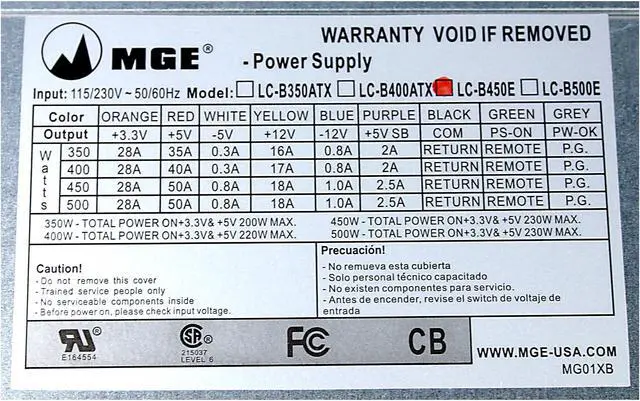 WARRANTY VOID IF REMOVED
MGE®
- Power Supply
Input: 115/230V ~ 50/60Hz Model: LC-B350ATX LC-B400ATX LC-B450E LC-B500E
Color ORANGE RED WHITE YELLOW BLUE PURPLE BLACK GREEN GREY
Output +3.3V +5V -5V +12V -12V +5V SB COM PS-ON PW-OK
Watts
350 28A 35A 0.3A 16A 0.8A 2A RETURN REMOTE P.G.
400 28A 40A 0.3A 17A 0.8A 2A RETURN REMOTE P.G.
450 28A 50A 0.8A 18A 1.0A 2.5A RETURN REMOTE P.G.
500 28A 50A 0.8A 18A 1.0A 2.5A RETURN REMOTE P.G.
350W - TOTAL POWER ON+3.3V& +5V 200W MAX. 450W - TOTAL POWER ON+3.3V& +5V 230W MAX.
400W - TOTAL POWER ON+3.3V& +5V 220W MAX. 500W - TOTAL POWER ON+3.3V& +5V 230W MAX.
Caution!
- Do not remove this cover
- Trained service people only
- No serviceable components inside
- Before power on, please check input voltage.
Precaución!
- No remueva esta cubierta
- Solo personal técnico capacitado
- No existen componentes para servicio.
- Antes de encender, revise el switch de voltaje de
entrada
RU®
E164554
SA®
215037
LEVEL 6
FC
CB
WWW.MGE-USA.COM
MG01XB